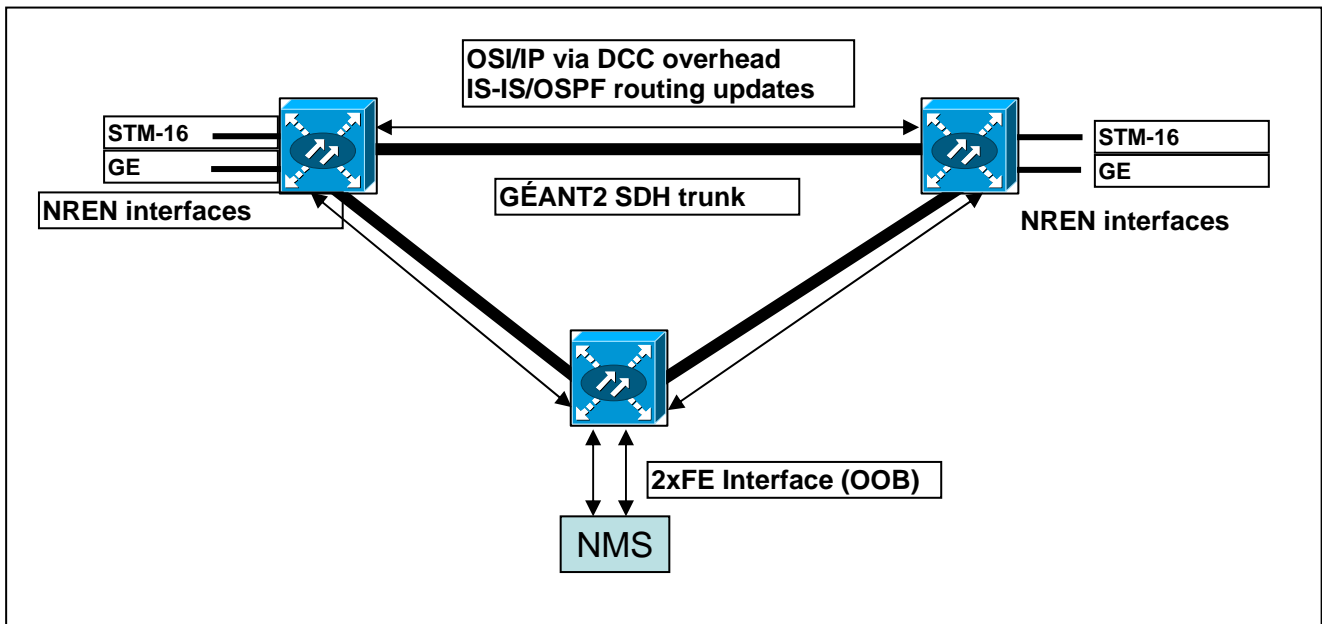 OSI/IP via DCC overhead
IS-IS/OSPF routing updates
STM-16
GE
NREN interfaces
GÉANT2 SDH trunk
STM-16
GE
NREN interfaces
2xFE Interface (OOB)
NMS